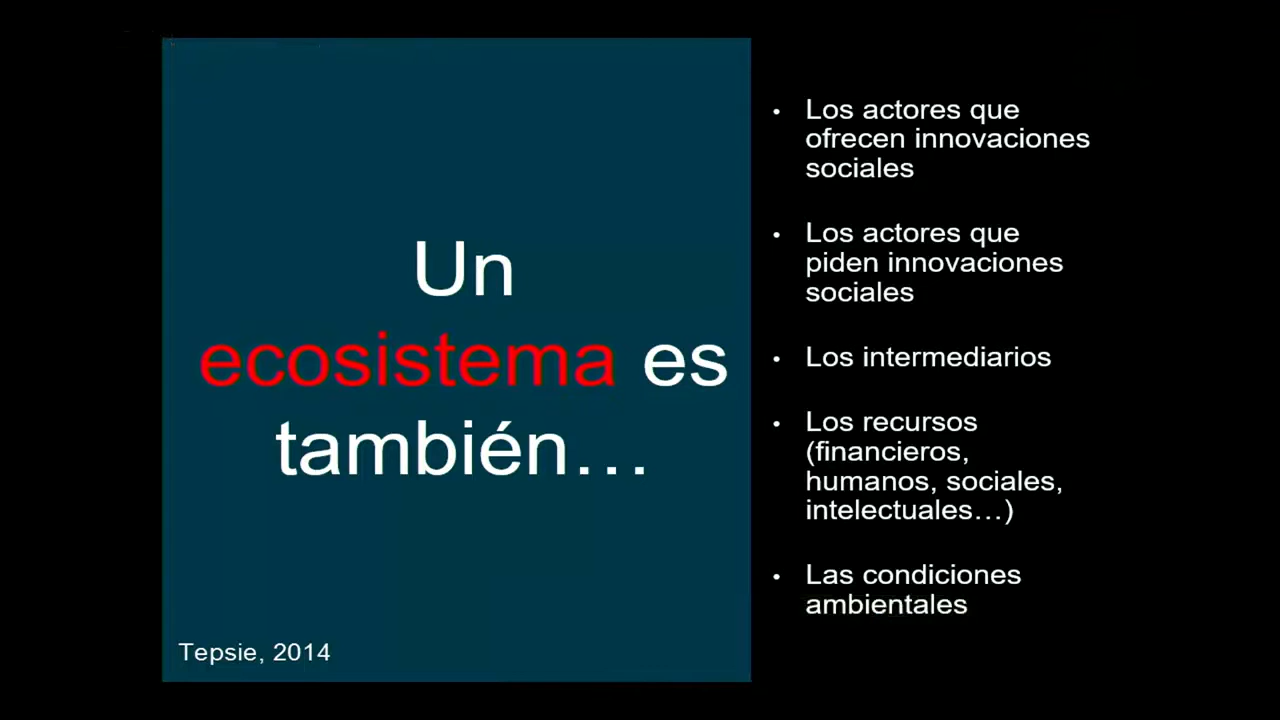 Un
ecosistema es
también…
Tepsie, 2014
• Los actores que
ofrecen innovaciones
sociales
• Los actores que
piden innovaciones
sociales
• Los intermediarios
• Los recursos
(financieros,
humanos, sociales,
intelectuales…)
• Las condiciones
ambientales